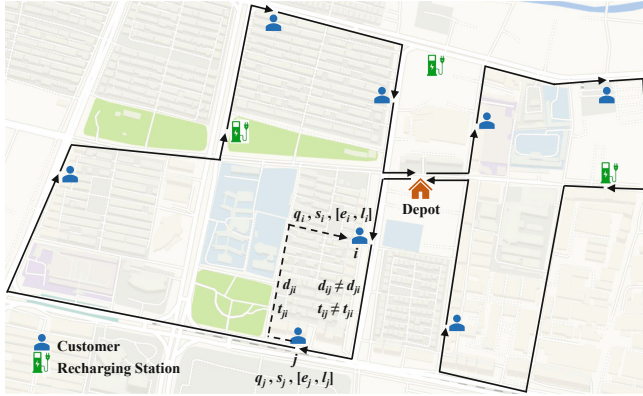 Depot
q_i , s_i , [e_i , l_i]
i
d_ji d_ij ≠ d_ji
t_ji t_ij ≠ t_ji
Customer
j
Recharging Station
q_j , s_j , [e_j , l_j]